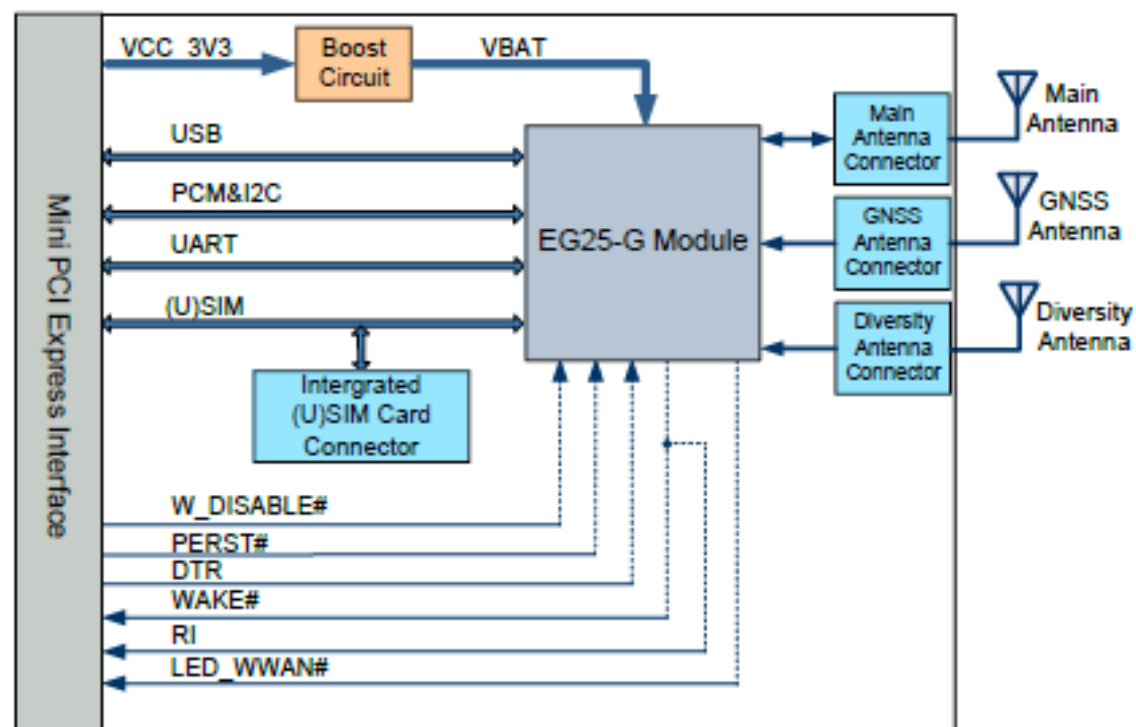 VCC_3V3
Boost
Circuit
VBAT
USB
PCM&I2C
UART
(U)SIM
Mini PCI Express Interface
EG25-G Module
Main
Antenna
Connector
Main
Antenna
GNSS
Antenna
Connector
GNSS
Antenna
Diversity
Antenna
Connector
Diversity
Antenna
Intergrated
(U)SIM Card
Connector
W_DISABLE#
PERST#
DTR
WAKE#
RI
LED_WWAN#